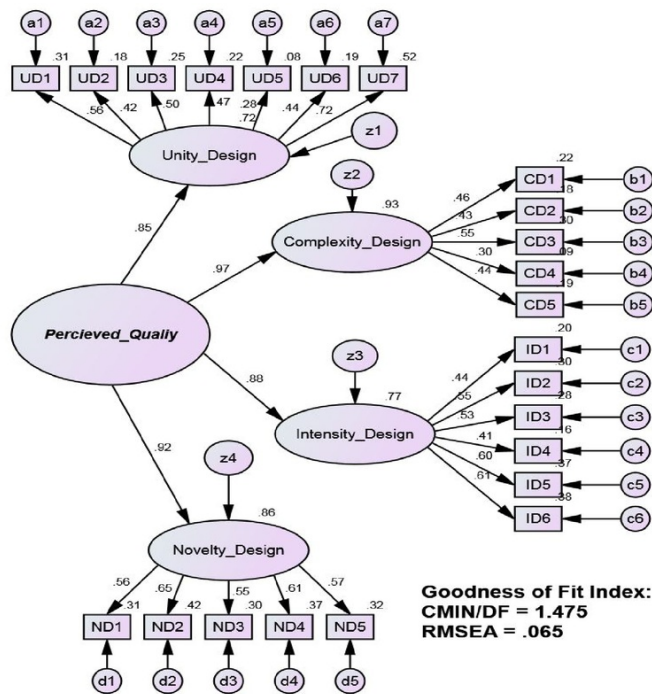 a1 a2 a3 a4 a5 a6 a7
.31 .18 .25 .22 .08 .19 .52
UD1 UD2 UD3 UD4 UD5 UD6 UD7
.56 .42 .50 .47 .28 .44 .72
.72
z1
Unity_Design
z2
.22
CD1 b1
.93
.46
.18
CD2 b2
.43
.30
.85
Complexity_Design
.55
CD3 b3
.09
.30
CD4 b4
.97
.44
.19
CD5 b5
Percieved_Qualiy
.20
z3
ID1 c1
.44
.30
.88
.77
.55
ID2 c2
.28
.53
ID3 c3
Intensity_Design
.16
.41
ID4 c4
.92
z4
.60
.37
ID5 c5
.61
.38
ID6 c6
.86
Novelty_Design
.56 .65 .55 .61 .57
.31 .42 .30 .37 .32
ND1 ND2 ND3 ND4 ND5
d1 d2 d3 d4 d5
Goodness of Fit Index:
CMIN/DF = 1.475
RMSEA = .065